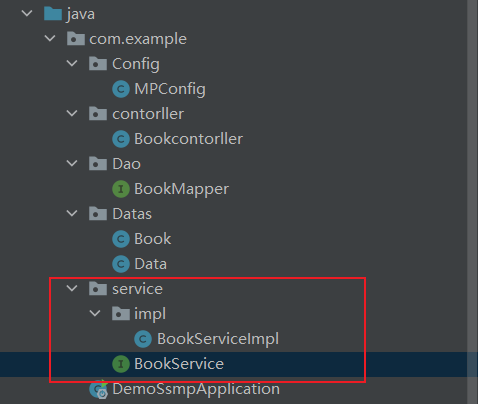 java
com.example
Config
MPConfig
contorller
Bookcontorller
Dao
BookMapper
Datas
Book
Data
service
impl
BookServiceImpl
BookService
DemoSsmpApplication